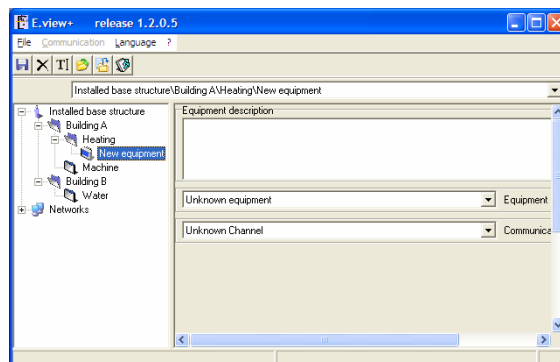 E.view+ release 1.2.0.5
File Communication Language ?
TI
Installed base structure\Building A\Heating\New equipment
Installed base structure
Building A
Heating
New equipment
Machine
Building B
Water
Networks
Equipment description
Unknown equipment Equipment
Unknown Channel Communica